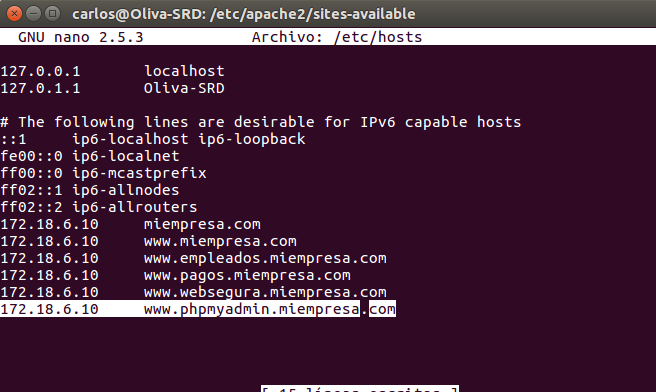 carlos@Oliva-SRD: /etc/apache2/sites-available
GNU nano 2.5.3 Archivo: /etc/hosts
127.0.0.1 localhost
127.0.1.1 Oliva-SRD
# The following lines are desirable for IPv6 capable hosts
::1 ip6-localhost ip6-loopback
fe00::0 ip6-localnet
ff00::0 ip6-mcastprefix
ff02::1 ip6-allnodes
ff02::2 ip6-allrouters
172.18.6.10 miempresa.com
172.18.6.10 www.miempresa.com
172.18.6.10 www.empleados.miempresa.com
172.18.6.10 www.pagos.miempresa.com
172.18.6.10 www.websegura.miempresa.com
172.18.6.10 www.phpmyadmin.miempresa.com
[ 15 líneas escritas ]